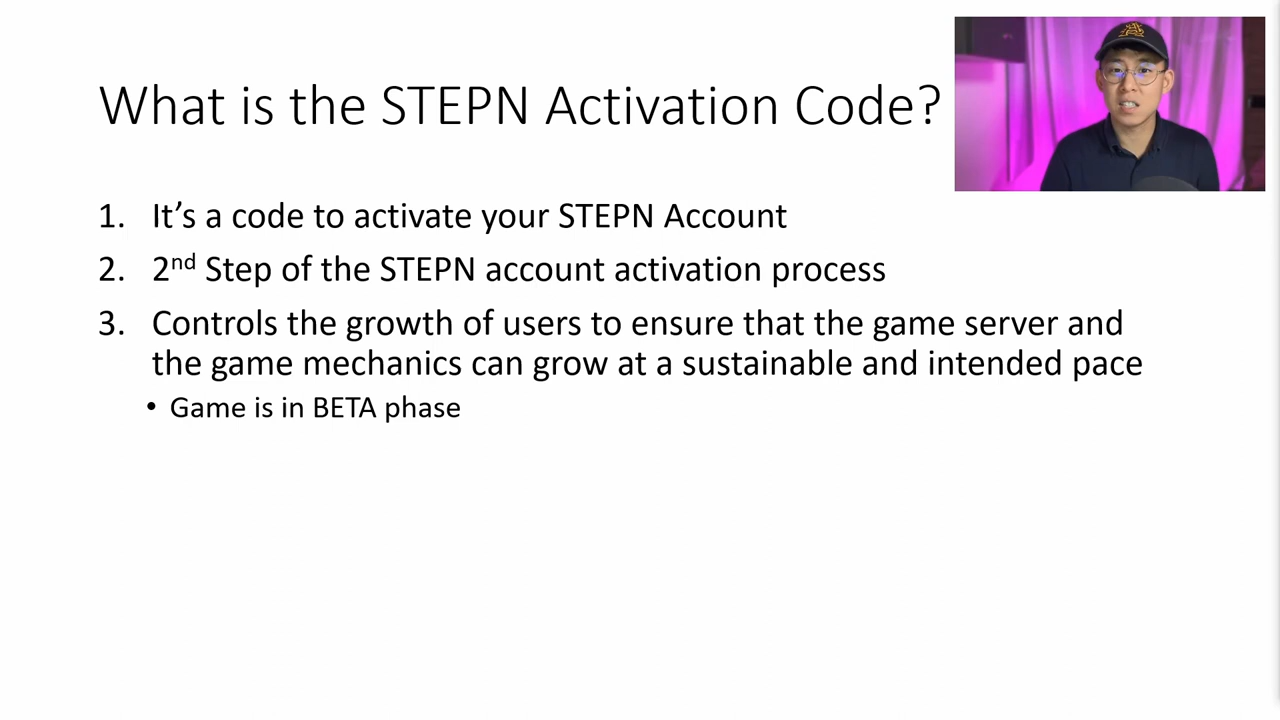 What is the STEPN Activation Code?
1. It’s a code to activate your STEPN Account
2. 2nd Step of the STEPN account activation process
3. Controls the growth of users to ensure that the game server and
the game mechanics can grow at a sustainable and intended pace
• Game is in BETA phase